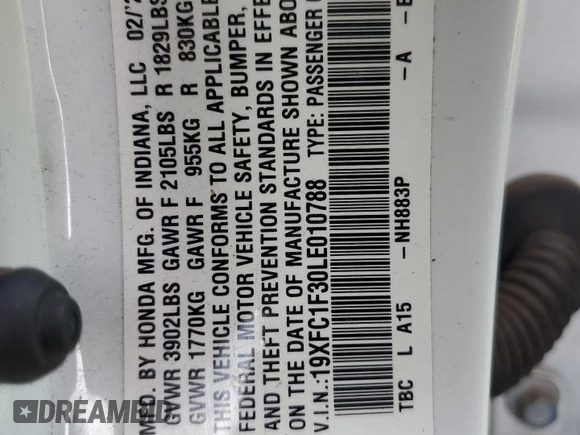 MFD. BY HONDA MFG. OF INDIANA, LLC 02/
GVWR 3902LBS GAWR F 2105LBS R 1829LBS
GVWR 1770KG GAWR F 955KG R 830KG
THIS VEHICLE CONFORMS TO ALL APPLICABLE
FEDERAL MOTOR VEHICLE SAFETY, BUMPER,
AND THEFT PREVENTION STANDARDS IN EFFE
ON THE DATE OF MANUFACTURE SHOWN ABO
V.I.N.:19XFC1F30LE010788 TYPE: PASSENGER
TBC L A15 -NH883P -A -B
DREAMBID